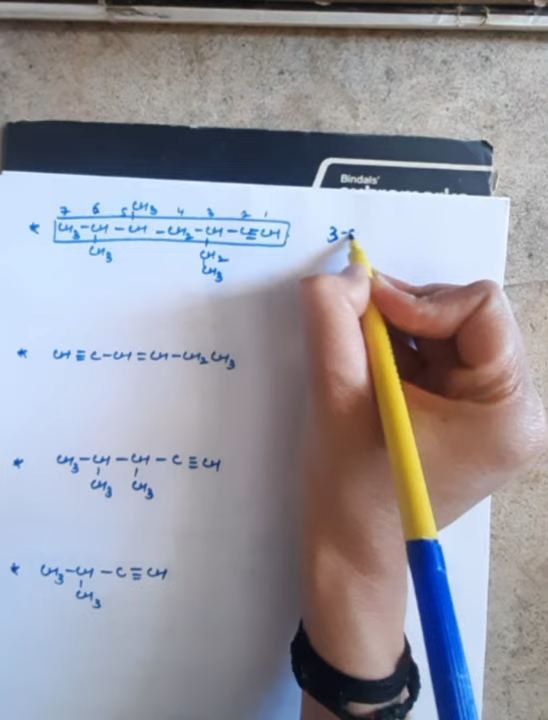 Bindals'
7 6 5 CH₃ 4 3 2 1
* CH₃-CH-CH-CH₂-CH-C≡CH 3-
CH₃ CH₂
CH₃
* CH≡C-CH=CH-CH₂CH₃
* CH₃-CH-CH-C≡CH
CH₃ CH₃
* CH₃-CH-C≡CH
CH₃